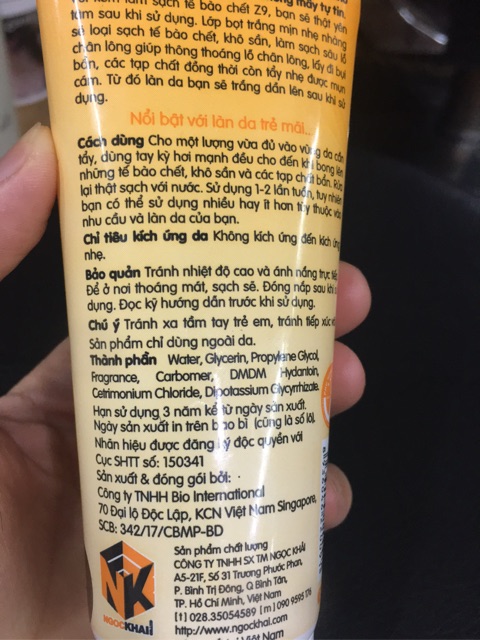 làm sạch tế bào chết Z9, bạn sẽ thật yên
tâm sau khi sử dụng. Lớp bọt trắng mịn nhẹ nhàng
sẽ loại sạch tế bào chết, khô sần, làm sạch sâu lỗ
chân lông giúp thông thoáng lỗ chân lông, lấy đi bụi
bẩn, các tạp chất đồng thời còn tẩy nhẹ được mụn
cám. Từ đó làn da bạn sẽ trắng dần lên sau khi sử
dụng.
Nổi bật với làn da trẻ mãi...
Cách dùng Cho một lượng vừa đủ vào vùng da cần
tẩy, dùng tay kỳ hơi mạnh đều cho đến khi bong lên
những tế bào chết, khô sần và các tạp chất bẩn. Rửa
lại thật sạch với nước. Sử dụng 1-2 lần tuần, tuy nhiên
bạn có thể sử dụng nhiều hay ít hơn tùy thuộc vào
nhu cầu và làn da của bạn.
Chỉ tiêu kích ứng da Không kích ứng đến kích ứng
nhẹ.
Bảo quản Tránh nhiệt độ cao và ánh nắng trực tiếp
Để ở nơi thoáng mát, sạch sẽ. Đóng nắp sau khi
dụng. Đọc kỹ hướng dẫn trước khi sử dụng.
Chú ý Tránh xa tầm tay trẻ em, tránh tiếp xúc
Sản phẩm chỉ dùng ngoài da.
Thành phần Water, Glycerin, Propylene Glycol,
Fragrance, Carbomer, DMDM Hydantoin,
Cetrimonium Chloride, Dipotassium Glycyrrhizate.
Hạn sử dụng 3 năm kể từ ngày sản xuất.
Ngày sản xuất in trên bao bì (cũng là số lô).
Nhãn hiệu được đăng ký độc quyền với
Cục SHTT số: 150341
Sản xuất & đóng gói bởi:
Công ty TNHH Bio International
70 Đại lộ Độc Lập, KCN Việt Nam Singapore,
SCB: 342/17/CBMP-BD
NK
NGOCKHAI
Sản phẩm chất lượng
CÔNG TY TNHH SX TM NGỌC KHẢI
A5-21F, Số 31 Trương Phước Phan,
P. Bình Trị Đông, Q Bình Tân,
TP. Hồ Chí Minh, Việt Nam
[t] 028.35054589 [m] 090 9595 176
http://www.ngockhai.com